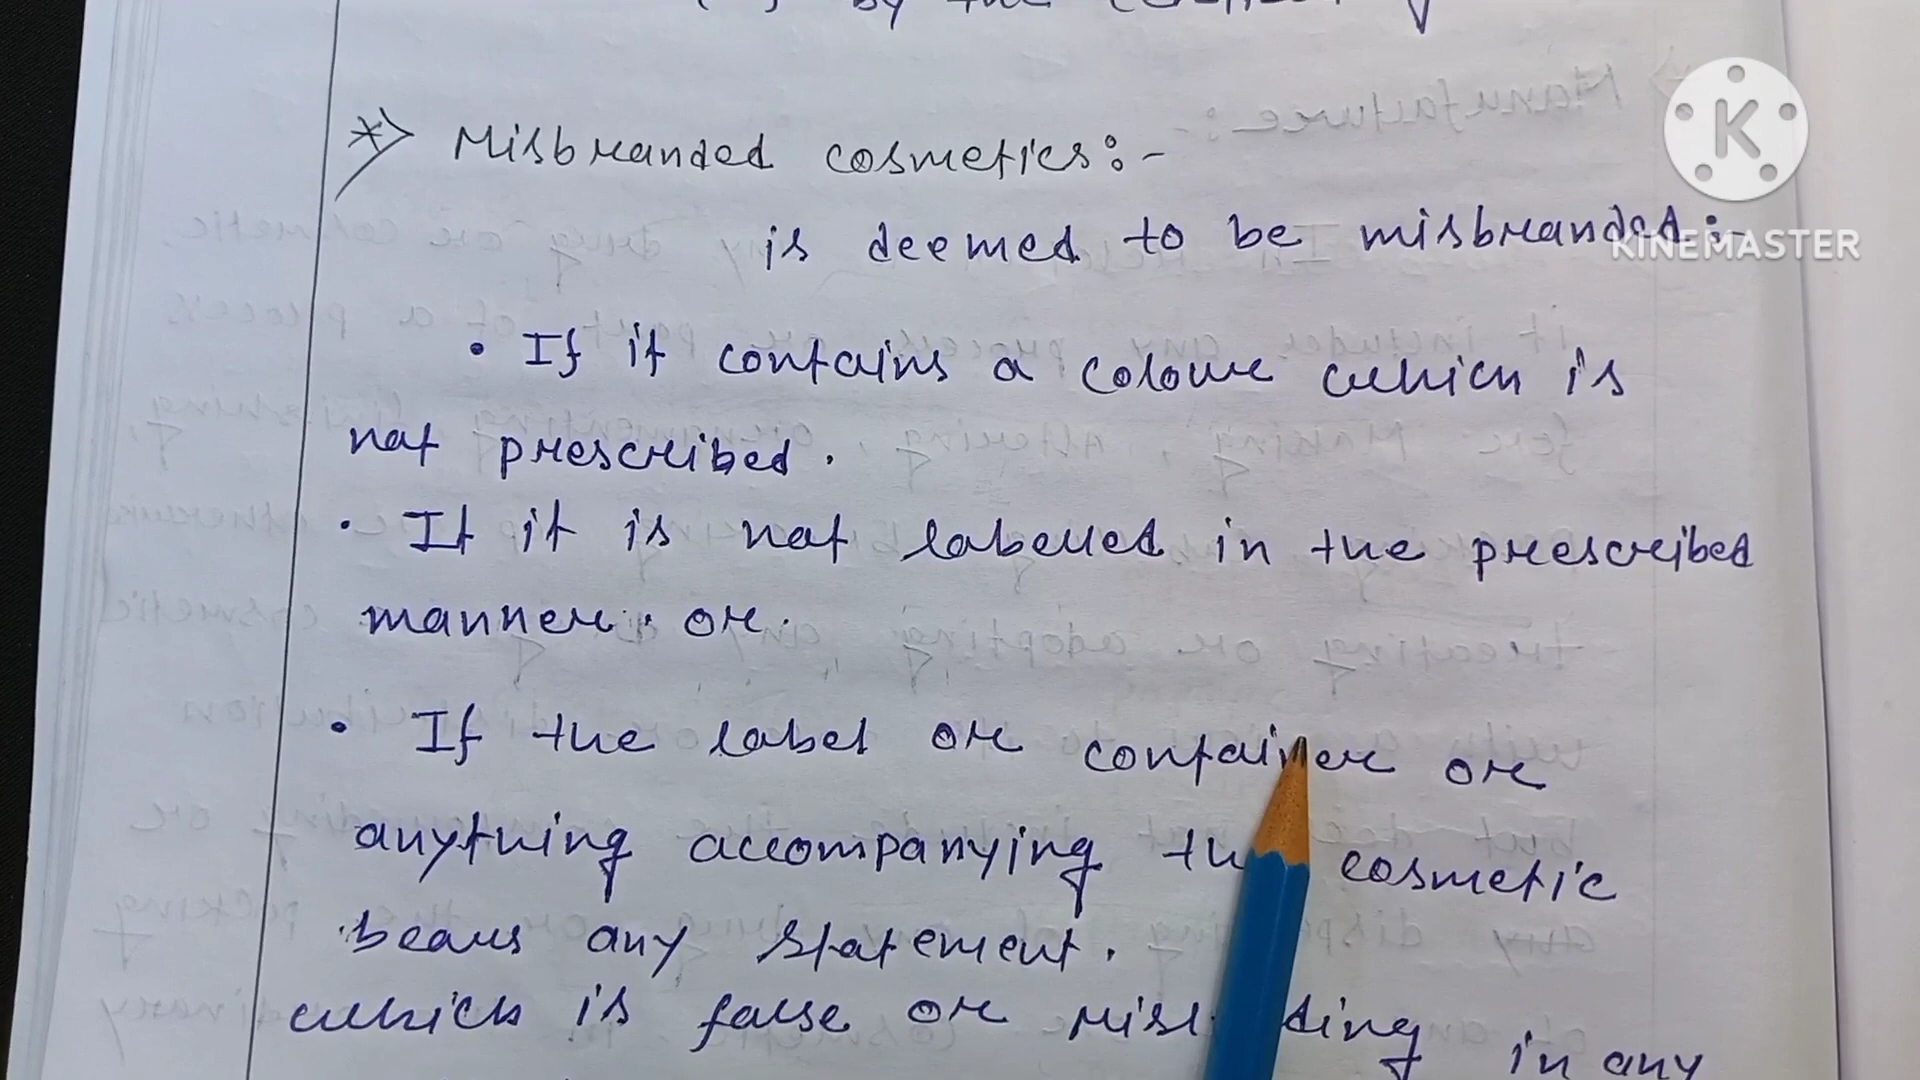 by the
*> Misbranded cosmetics:-
is deemed to be misbranded:-
• If it contains a colour which is
not prescribed.
• If it is not labelled in the prescribed
manner. or.
• If the label or container or
anything accompanying the cosmetic
bears any statement.
which is false or in any
K
KINEMASTER